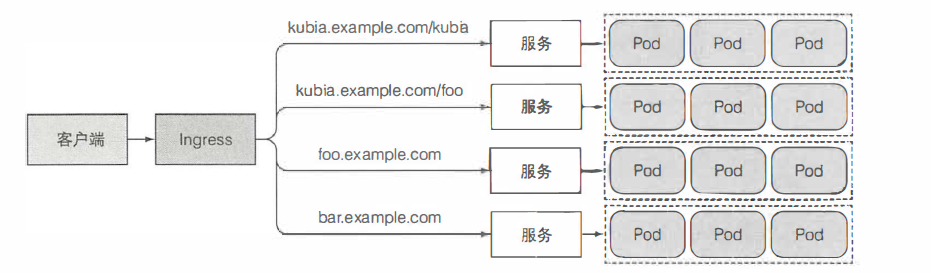 kubia.example.com/kubia
服务
Pod
Pod
Pod
kubia.example.com/foo
服务
Pod
Pod
Pod
客户端
Ingress
foo.example.com
服务
Pod
Pod
Pod
bar.example.com
服务
Pod
Pod
Pod